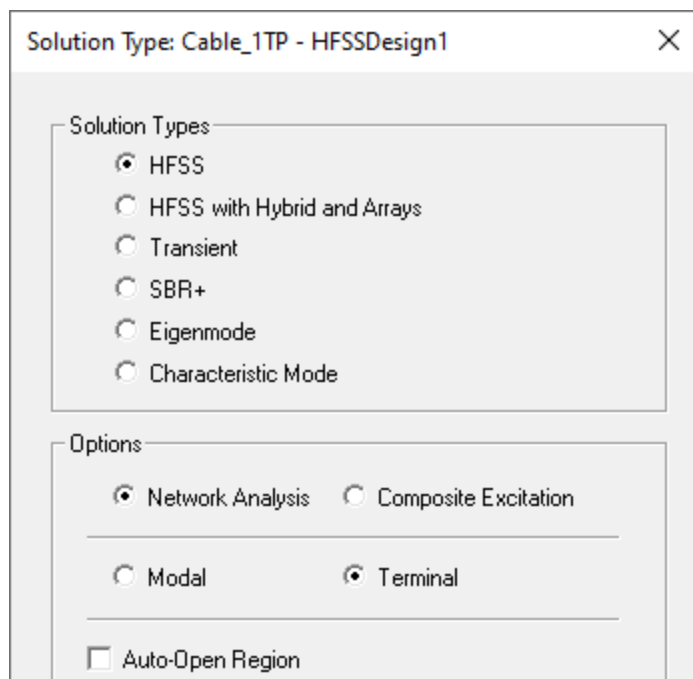 Solution Type: Cable_1TP - HFSSDesign1
Solution Types
HFSS
HFSS with Hybrid and Arrays
Transient
SBR+
Eigenmode
Characteristic Mode
Options
Network Analysis Composite Excitation
Modal Terminal
Auto-Open Region